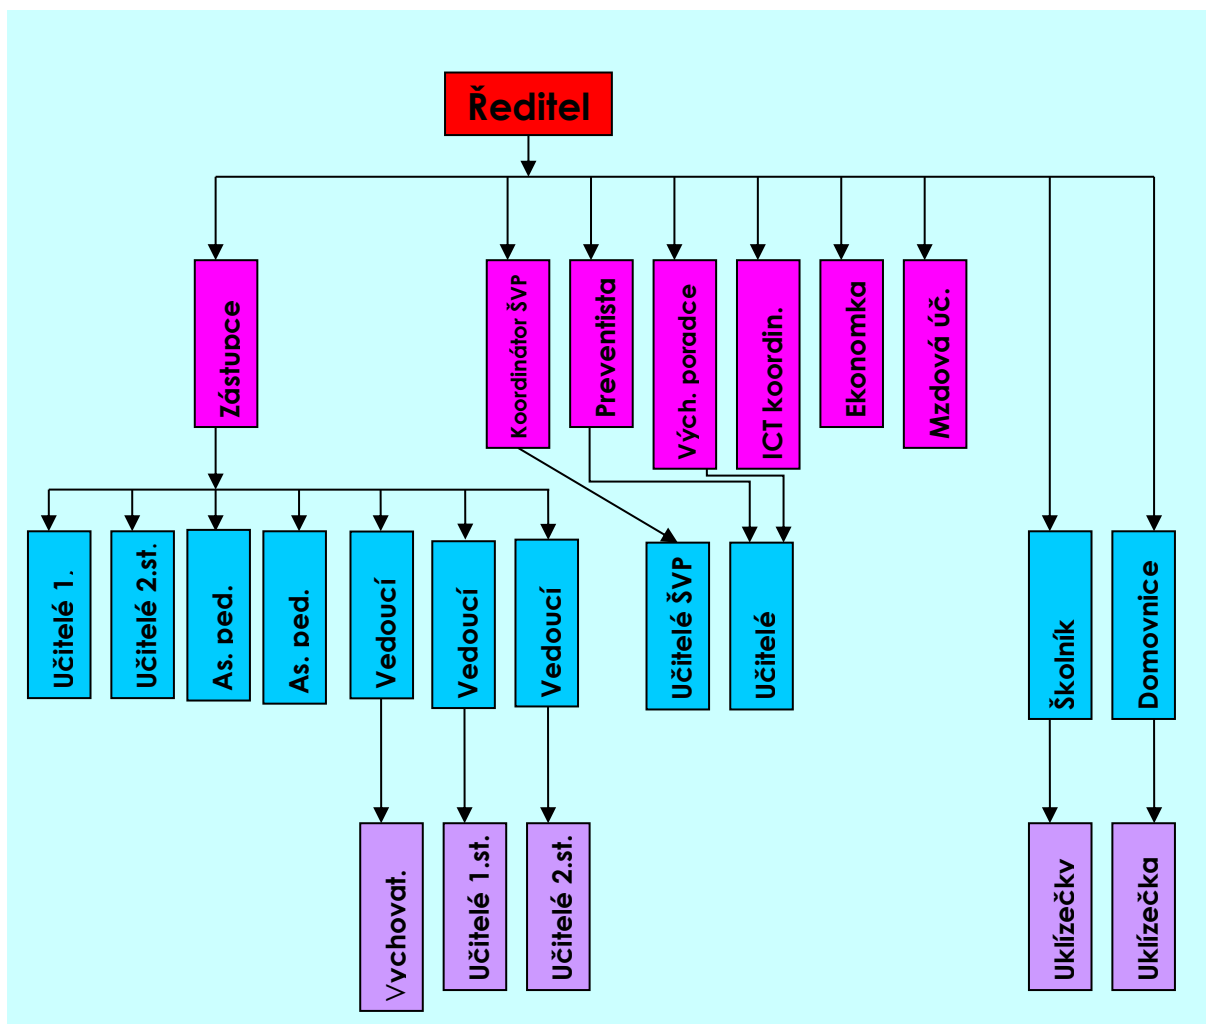 Ředitel
Zástupce
Koordinátor ŠVP
Preventista
Vých. poradce
ICT koordin.
Ekonomka
Mzdová úč.
Učitelé 1.
Učitelé 2.st.
As. ped.
As. ped.
Vedoucí
Vedoucí
Vedoucí
Učitelé ŠVP
Učitelé
Školník
Domovnice
Vychovat.
Učitelé 1.st.
Učitelé 2.st.
Uklízečky
Uklízečka